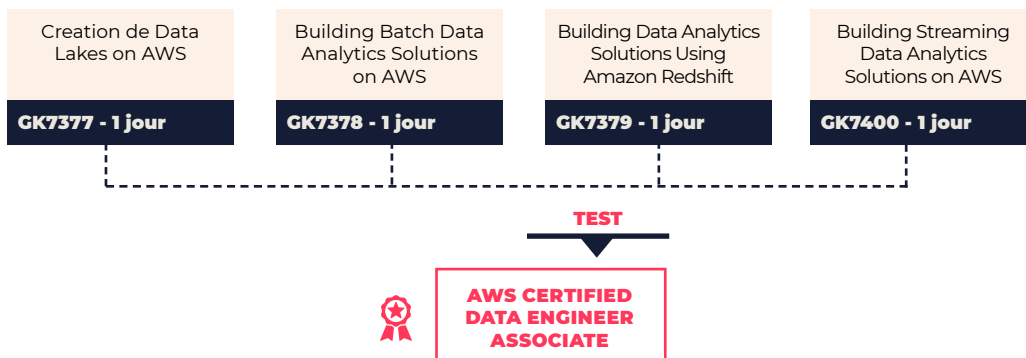 Creation de Data
Lakes on AWS
GK7377 - 1 jour
Building Batch Data
Analytics Solutions
on AWS
GK7378 - 1 jour
Building Data Analytics
Solutions Using
Amazon Redshift
GK7379 - 1 jour
Building Streaming
Data Analytics
Solutions on AWS
GK7400 - 1 jour
TEST
AWS CERTIFIED
DATA ENGINEER
ASSOCIATE